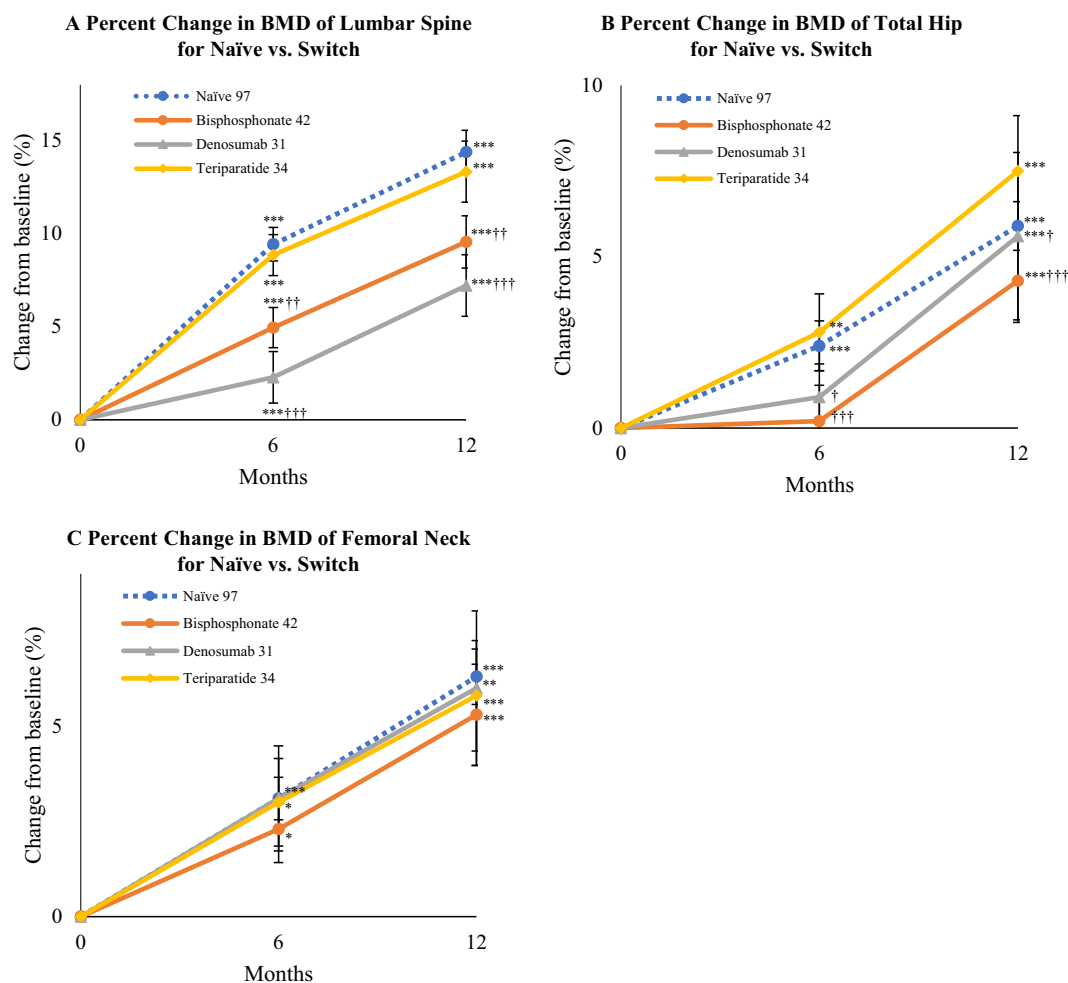 A Percent Change in BMD of Lumbar Spine
for Naïve vs. Switch
Change from baseline (%)
15
10
5
0
Naïve 97
Bisphosphonate 42
Denosumab 31
Teriparatide 34
***
***
***††
***†††
***
***
***††
***†††
0
6
12
Months
B Percent Change in BMD of Total Hip
for Naïve vs. Switch
Change from baseline (%)
10
5
0
Naïve 97
Bisphosphonate 42
Denosumab 31
Teriparatide 34
**
***
†
†††
***
***
***†
***†††
0
6
12
Months
C Percent Change in BMD of Femoral Neck
for Naïve vs. Switch
Change from baseline (%)
5
0
Naïve 97
Bisphosphonate 42
Denosumab 31
Teriparatide 34
***
*
*
***
**
***
***
0
6
12
Months